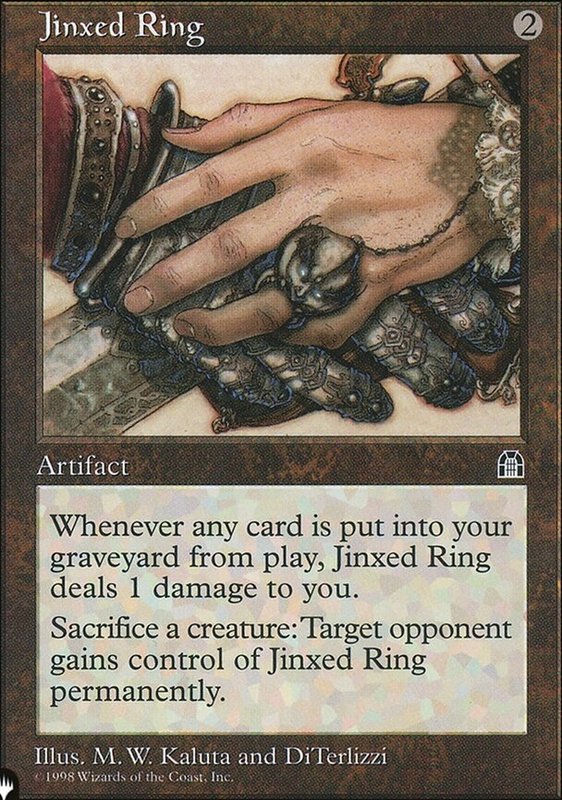 Jinxed Ring 2
Artifact
Whenever any card is put into your
graveyard from play, Jinxed Ring
deals 1 damage to you.
Sacrifice a creature: Target opponent
gains control of Jinxed Ring
permanently.
Illus. M. W. Kaluta and DiTerlizzi
©1998 Wizards of the Coast, Inc.